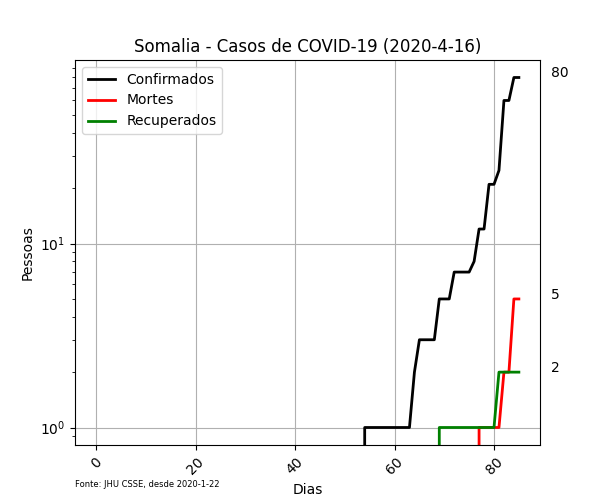 Somalia - Casos de COVID-19 (2020-4-16)
Confirmados
Mortes
Recuperados
80
5
2
Pessoas
10¹
10⁰
0
20
40
60
80
Fonte: JHU CSSE, desde 2020-1-22
Dias